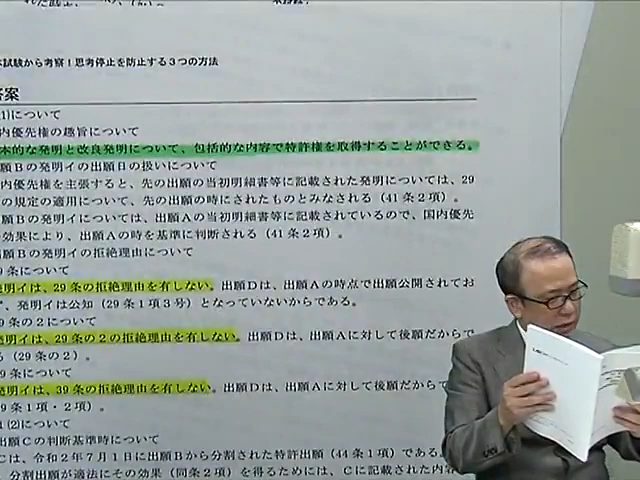 試験から考察！思考停止を防止する３つの方法
答案
1)について
内優先権の趣旨について
本的な発明と改良発明について、包括的な内容で特許権を取得することができる。
願Ｂの発明イの出願日の扱いについて
内優先権を主張すると、先の出願の当初明細書等に記載された発明については、29
の規定の適用について、先の出願の時にされたものとみなされる（41 条２項）。
願Ｂの発明イについては、出願Ａの当初明細書等に記載されているので、国内優先
効果により、出願Ａの時を基準に判断される（41 条２項）。
出願Ｂの発明イの拒絶理由について
9 条について
発明イは、29 条の拒絶理由を有しない。出願Ｄは、出願Ａの時点で出願公開されてお
、発明イは公知（29 条１項３号）となっていないからである。
9 条の２について
発明イは、29 条の２の拒絶理由を有しない。出願Ｄは、出願Ａに対して後願だからで
る（29 条の２）。
9 条について
発明イは、39 条の拒絶理由を有しない。出願Ｄは、出願Ａに対して後願だからで
9 条１項・２項）。
(2)について
出願Ｃの判断基準時について
Ｃは、令和２年７月１日に出願Ｂから分割された特許出願（44 条１項）である。
分割出願が適法にその効果（同条２項）を得るためには、Ｃに記載された内容